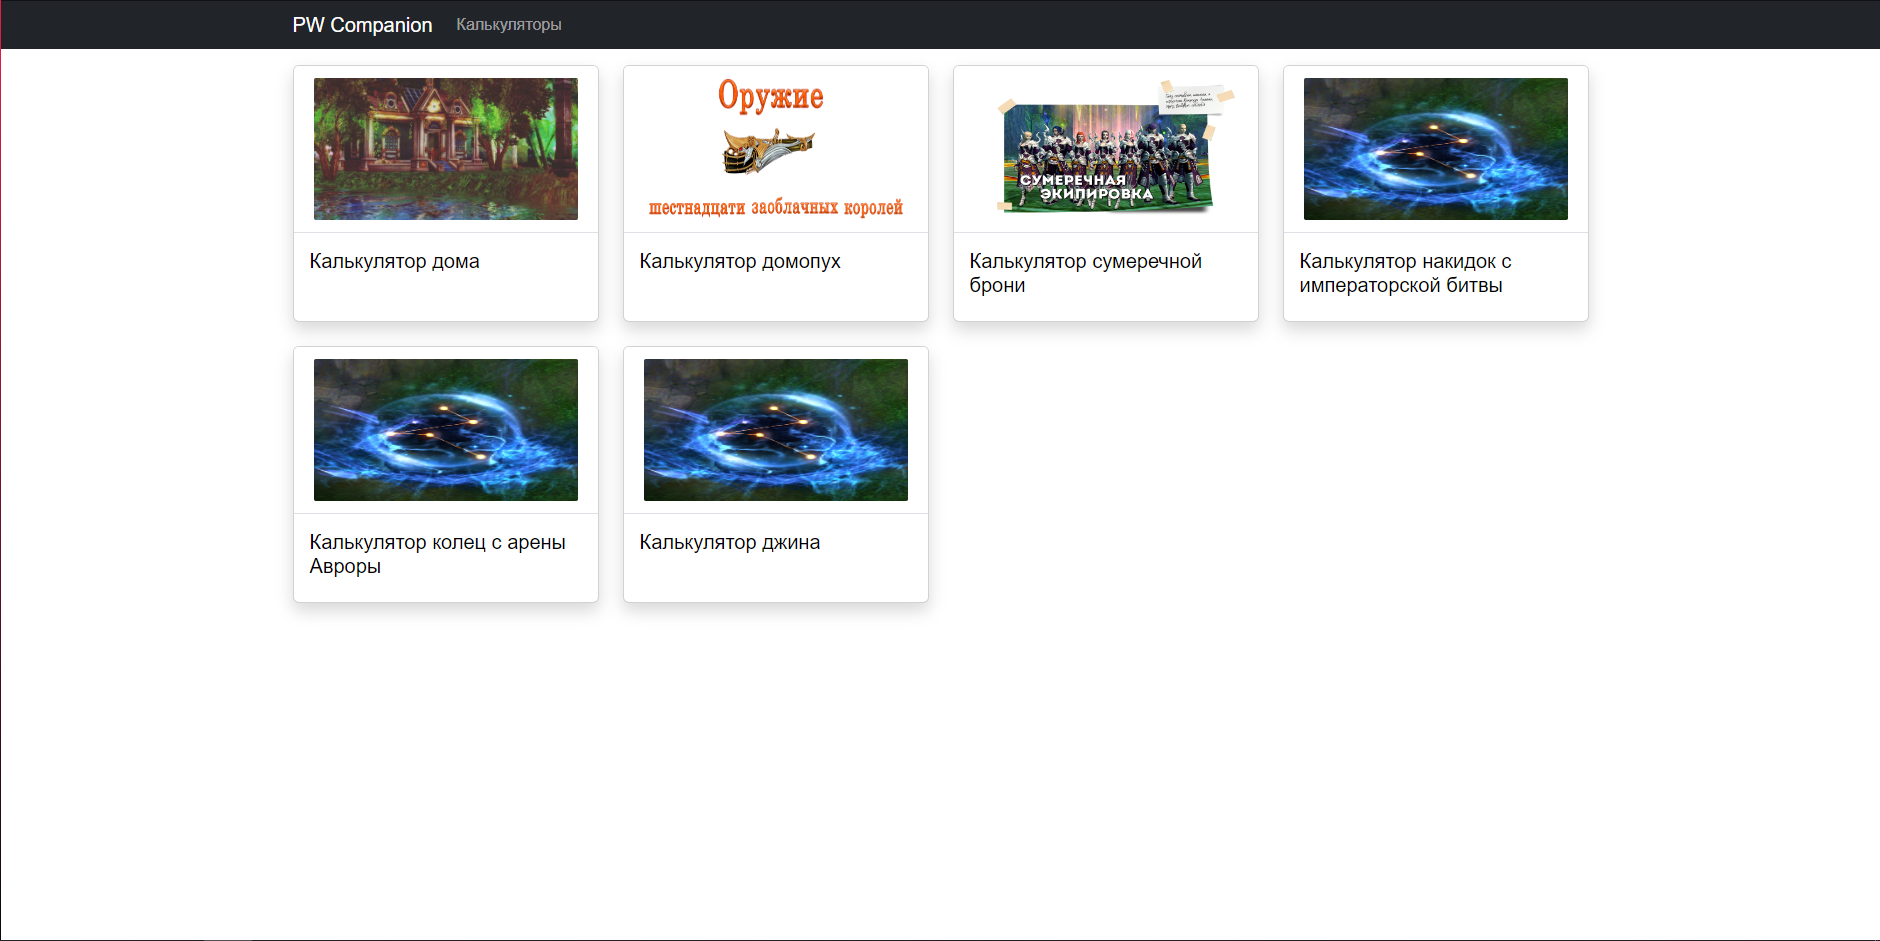 PW Companion Калькуляторы
Оружие
шестнадцати заоблачных королей
СУМЕРЕЧНАЯ
ЭКИПИРОВКА
Калькулятор дома
Калькулятор домопух
Калькулятор сумеречной
брони
Калькулятор накидок с
императорской битвы
Калькулятор колец с арены
Авроры
Калькулятор джина